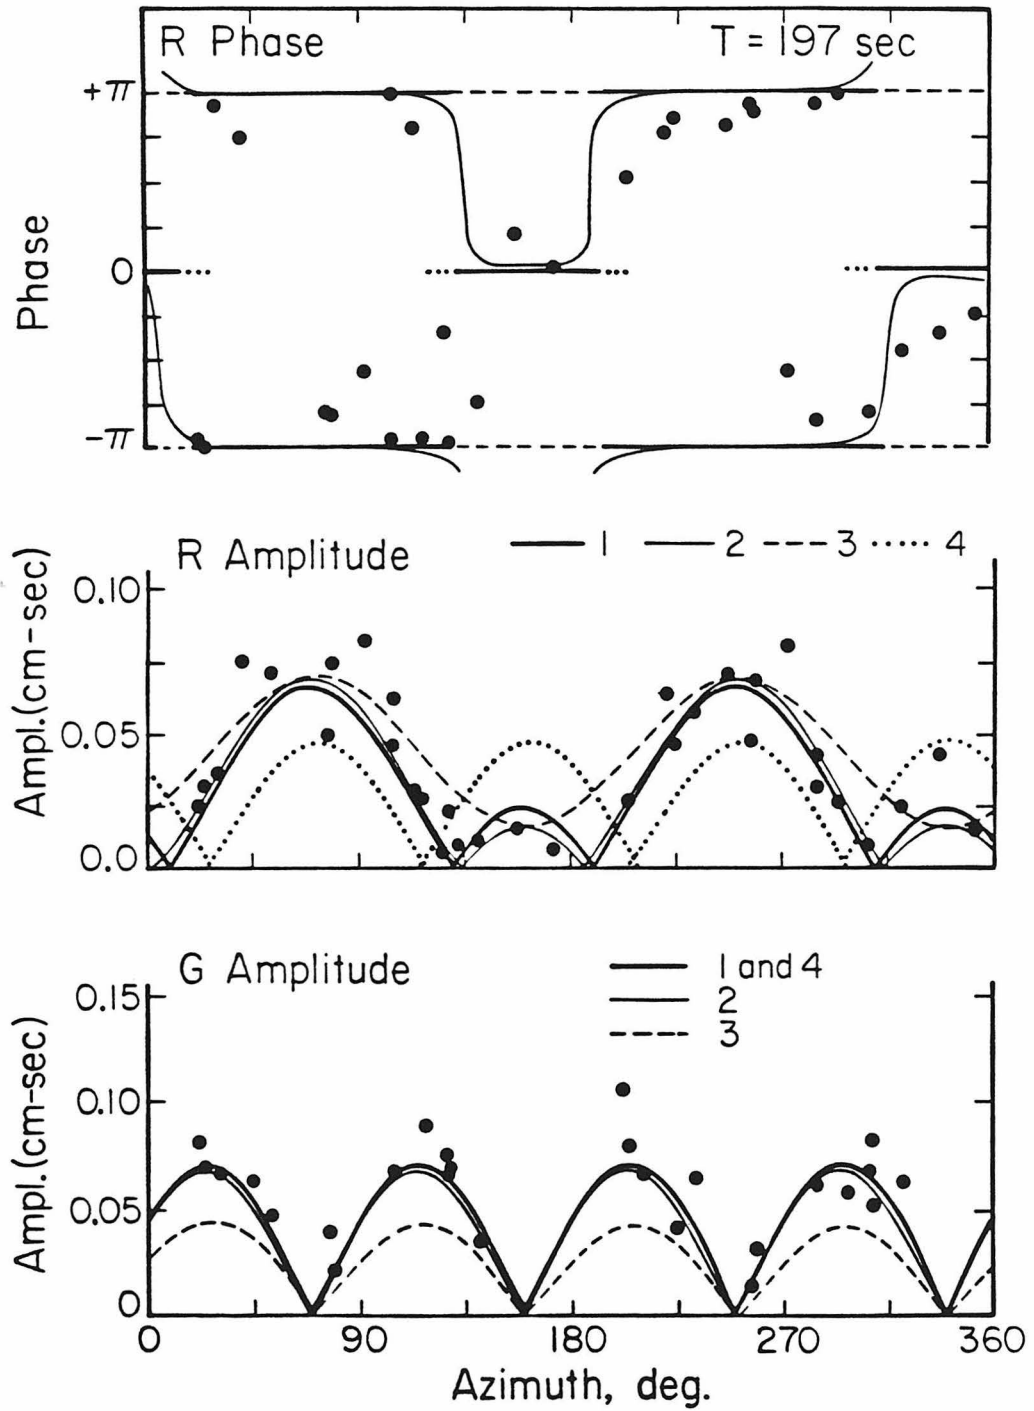 R Phase T = 197 sec
+π
0
-π
Phase
R Amplitude 1 2 3 4
0.10
0.05
0.0
Ampl.(cm-sec)
G Amplitude 1 and 4
2
3
0.15
0.10
0.05
0
Ampl.(cm-sec)
0 90 180 270 360
Azimuth, deg.